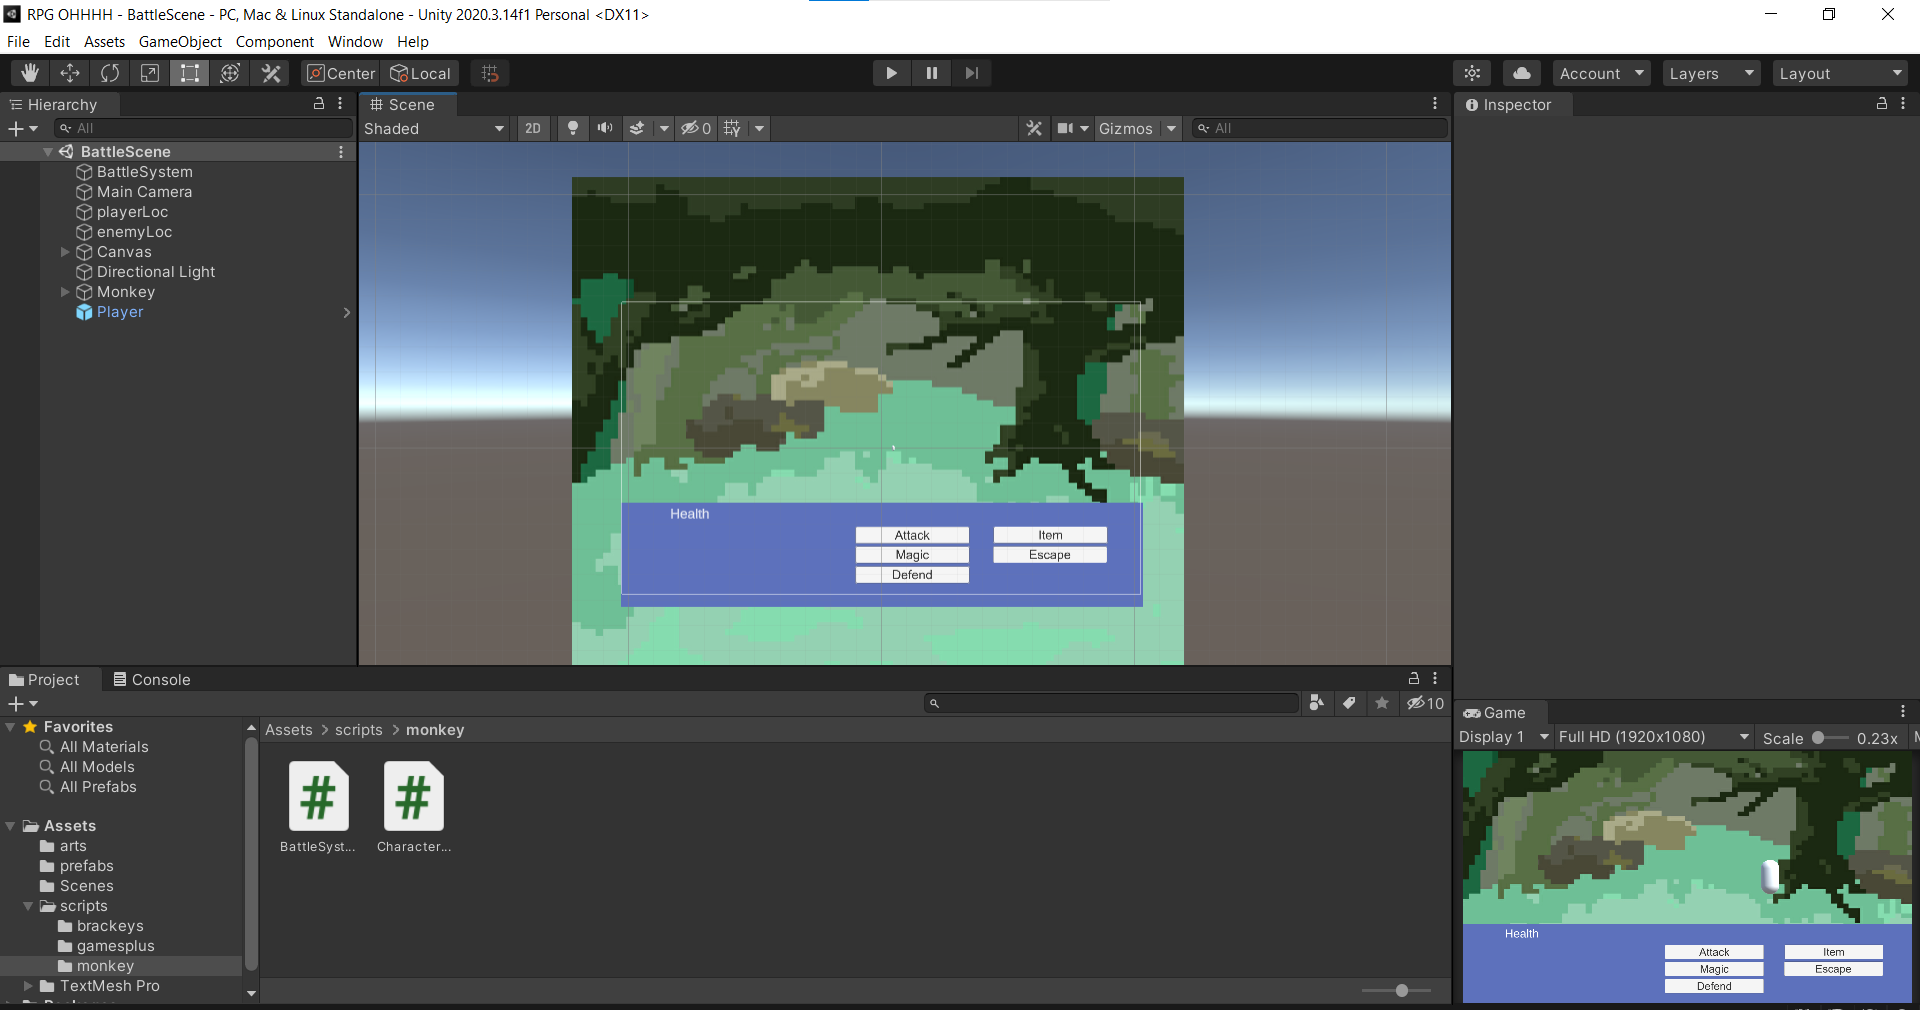 RPG OHHHH - BattleScene - PC, Mac & Linux Standalone - Unity 2020.3.14f1 Personal <DX11>
File Edit Assets GameObject Component Window Help
Center Local Account Layers Layout
Hierarchy
All
BattleScene
BattleSystem
Main Camera
playerLoc
enemyLoc
Canvas
Directional Light
Monkey
Player
Scene
Shaded 2D 0 Gizmos All
Health
Attack Item
Magic Escape
Defend
Inspector
Project Console
10
Favorites
All Materials
All Models
All Prefabs
Assets
arts
prefabs
Scenes
scripts
brackeys
gamesplus
monkey
TextMesh Pro
Assets > scripts > monkey
BattleSyst... Character...
Game
Display 1 Full HD (1920x1080) Scale 0.23x
Health
Attack Item
Magic Escape
Defend